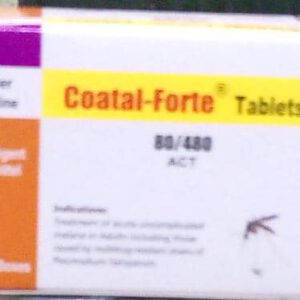 Coatal-Forte® Tablets
80/480
ACT
Indications:
Treatment of acute uncomplicated
malaria in Adults including those
caused by multidrug resistant strains of
Plasmodium falciparum.